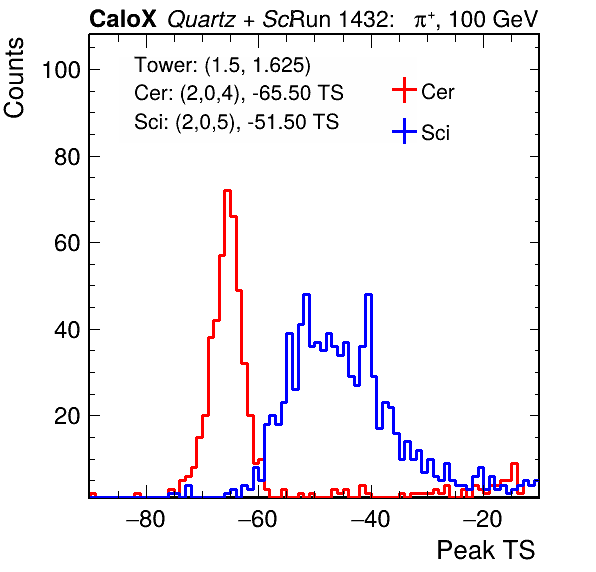 CaloX Quartz + ScRun 1432: π⁺, 100 GeV
Counts
Tower: (1.5, 1.625)
Cer: (2,0,4), -65.50 TS
Sci: (2,0,5), -51.50 TS
Cer
Sci
100
80
60
40
20
−80 −60 −40 −20
Peak TS